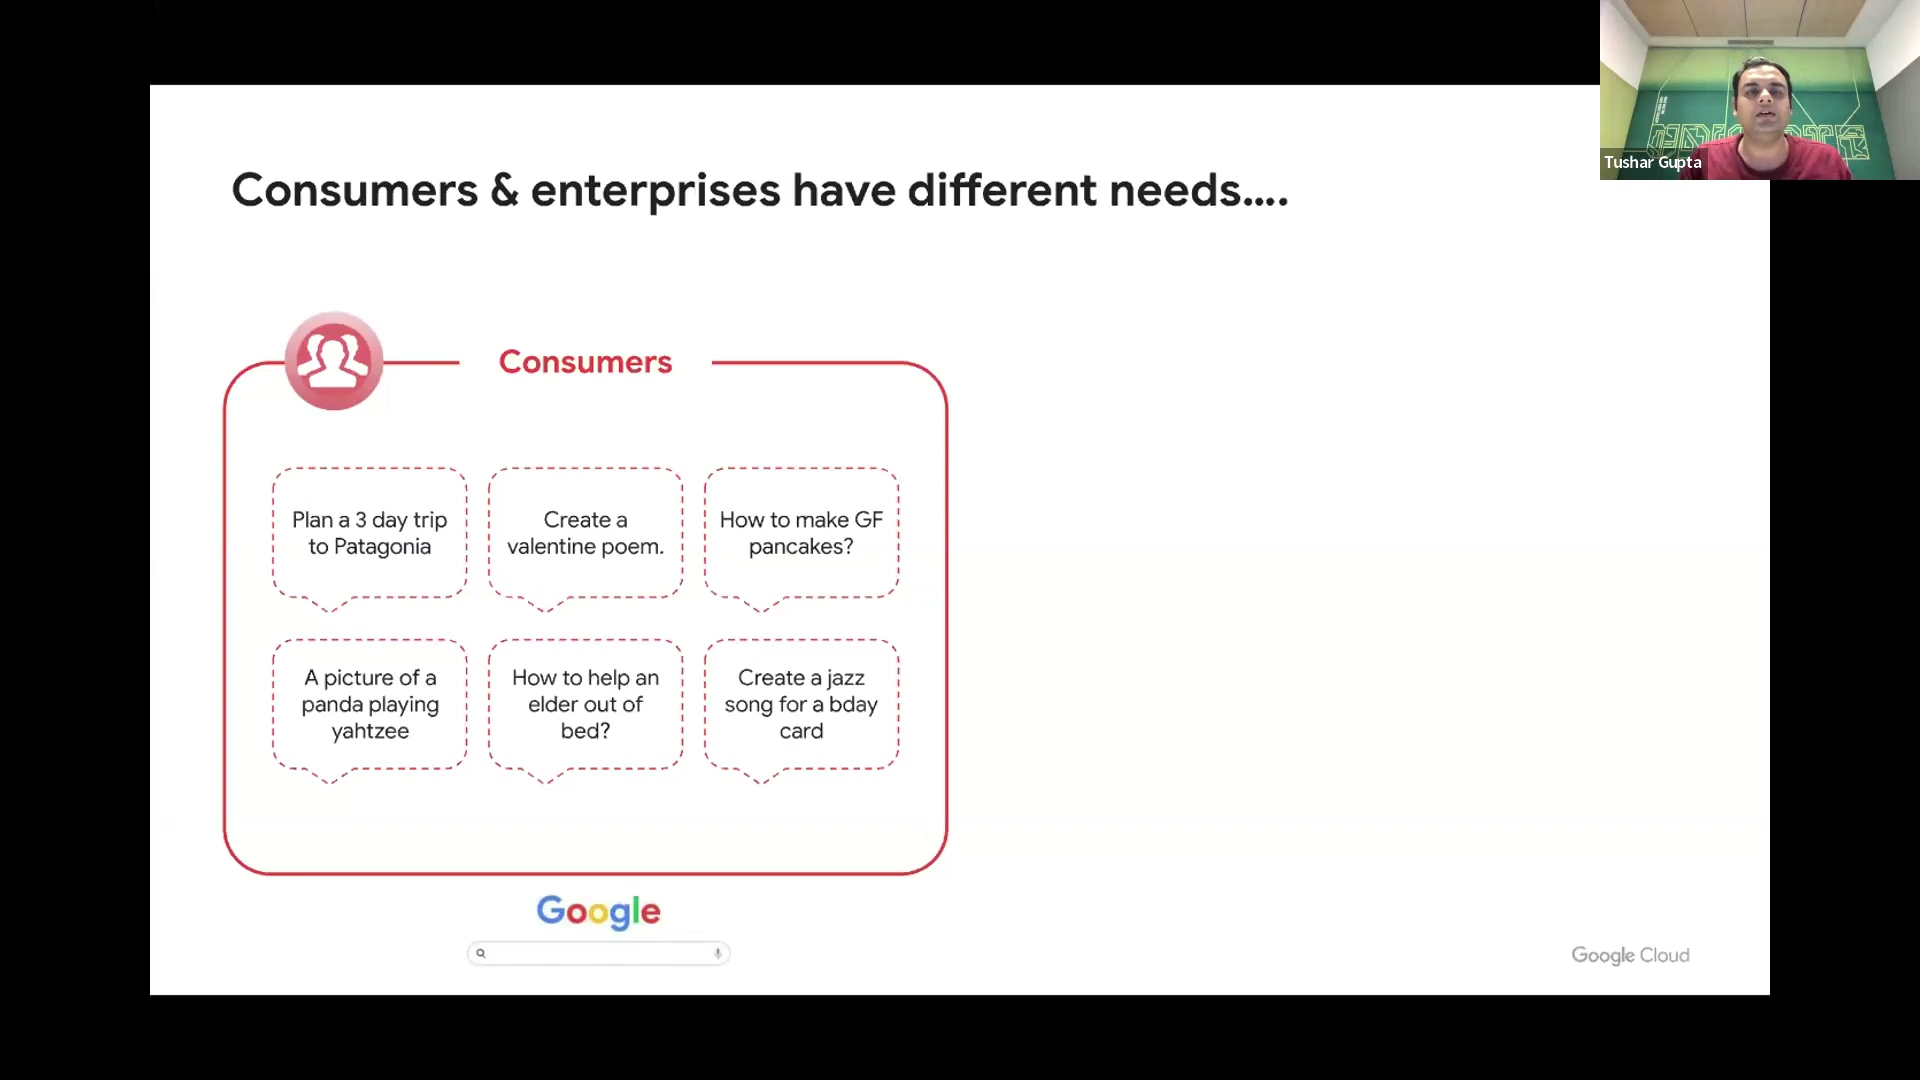 Tushar Gupta
Consumers & enterprises have different needs....
Consumers
Plan a 3 day trip
to Patagonia
Create a
valentine poem.
How to make GF
pancakes?
A picture of a
panda playing
yahtzee
How to help an
elder out of
bed?
Create a jazz
song for a bday
card
Google
Google Cloud